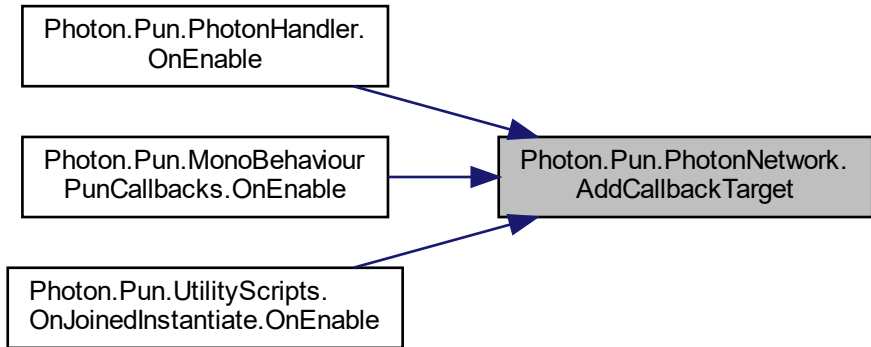 Photon.Pun.PhotonHandler.
OnEnable
Photon.Pun.MonoBehaviour
PunCallbacks.OnEnable
Photon.Pun.PhotonNetwork.
AddCallbackTarget
Photon.Pun.UtilityScripts.
OnJoinedInstantiate.OnEnable